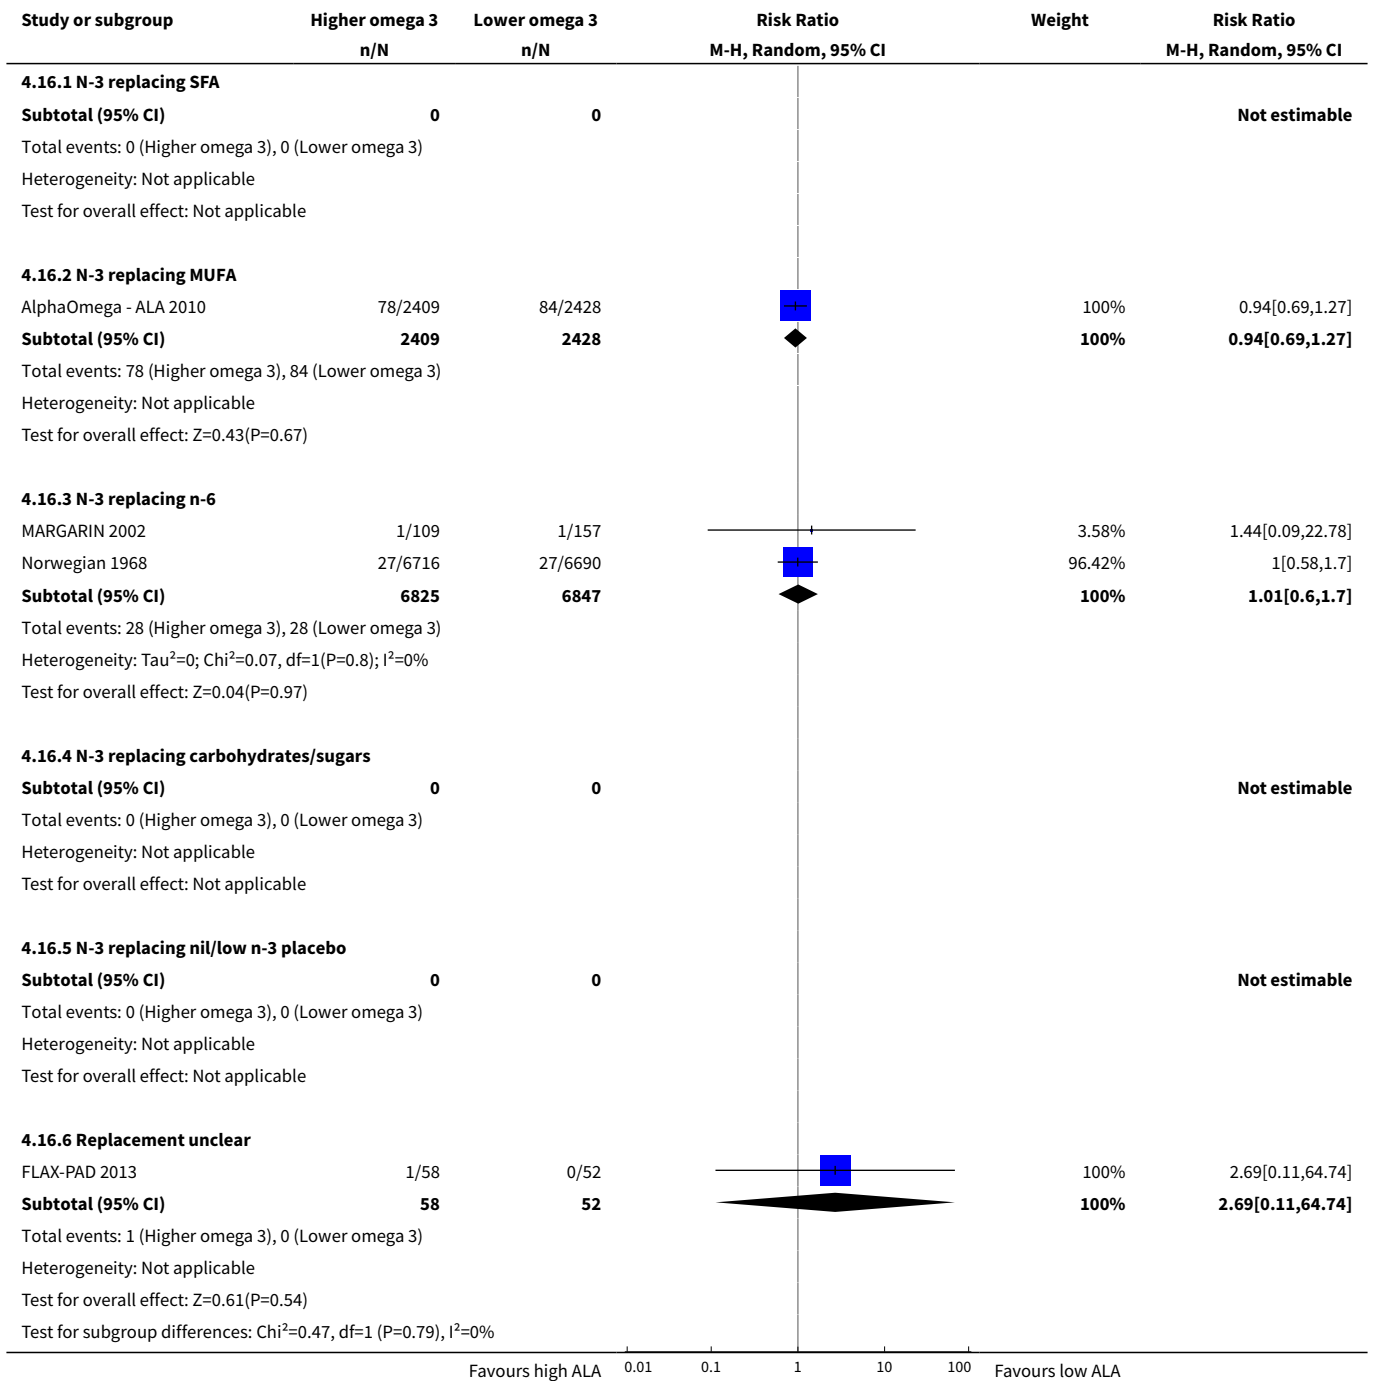 Study or subgroup Higher omega 3 Lower omega 3 Risk Ratio Weight Risk Ratio
n/N n/N M-H, Random, 95% CI M-H, Random, 95% CI
4.16.1 N-3 replacing SFA
Subtotal (95% CI) 0 0 Not estimable
Total events: 0 (Higher omega 3), 0 (Lower omega 3)
Heterogeneity: Not applicable
Test for overall effect: Not applicable
4.16.2 N-3 replacing MUFA
AlphaOmega - ALA 2010 78/2409 84/2428 100% 0.94[0.69,1.27]
Subtotal (95% CI) 2409 2428 100% 0.94[0.69,1.27]
Total events: 78 (Higher omega 3), 84 (Lower omega 3)
Heterogeneity: Not applicable
Test for overall effect: Z=0.43(P=0.67)
4.16.3 N-3 replacing n-6
MARGARIN 2002 1/109 1/157 3.58% 1.44[0.09,22.78]
Norwegian 1968 27/6716 27/6690 96.42% 1[0.58,1.7]
Subtotal (95% CI) 6825 6847 100% 1.01[0.6,1.7]
Total events: 28 (Higher omega 3), 28 (Lower omega 3)
Heterogeneity: Tau²=0; Chi²=0.07, df=1(P=0.8); I²=0%
Test for overall effect: Z=0.04(P=0.97)
4.16.4 N-3 replacing carbohydrates/sugars
Subtotal (95% CI) 0 0 Not estimable
Total events: 0 (Higher omega 3), 0 (Lower omega 3)
Heterogeneity: Not applicable
Test for overall effect: Not applicable
4.16.5 N-3 replacing nil/low n-3 placebo
Subtotal (95% CI) 0 0 Not estimable
Total events: 0 (Higher omega 3), 0 (Lower omega 3)
Heterogeneity: Not applicable
Test for overall effect: Not applicable
4.16.6 Replacement unclear
FLAX-PAD 2013 1/58 0/52 100% 2.69[0.11,64.74]
Subtotal (95% CI) 58 52 100% 2.69[0.11,64.74]
Total events: 1 (Higher omega 3), 0 (Lower omega 3)
Heterogeneity: Not applicable
Test for overall effect: Z=0.61(P=0.54)
Test for subgroup differences: Chi²=0.47, df=1 (P=0.79), I²=0%
Favours high ALA 0.01 0.1 1 10 100 Favours low ALA